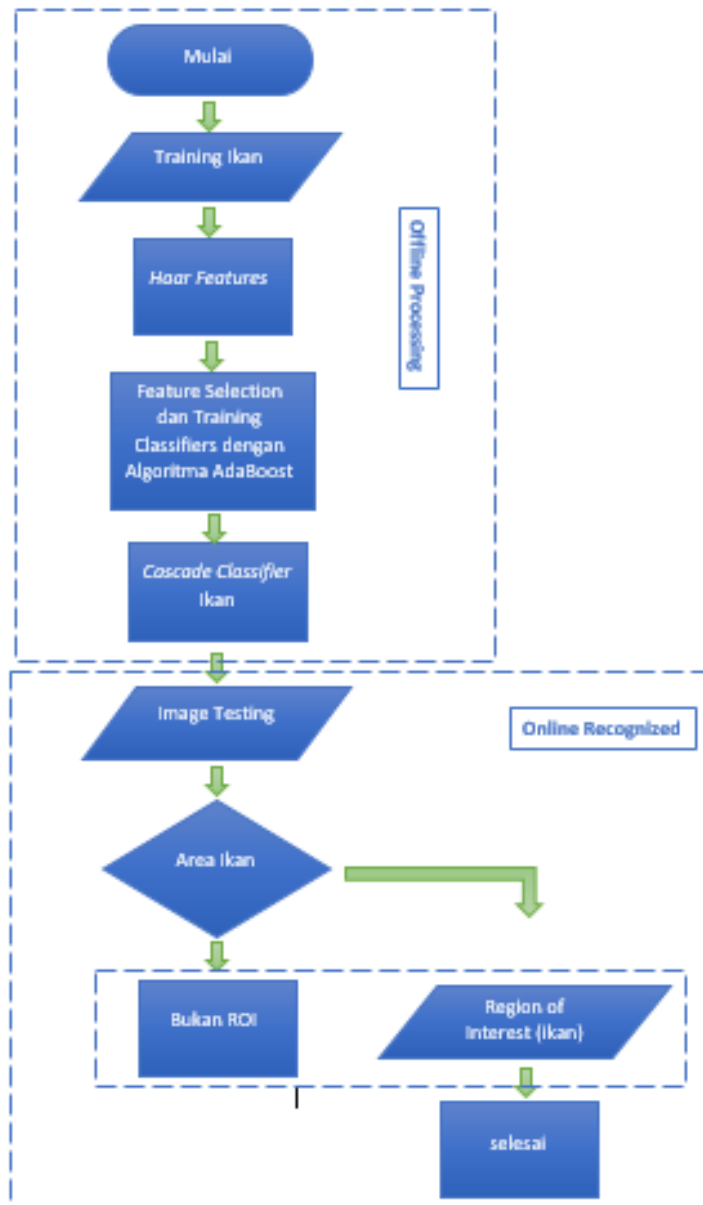 Mulai
Training Ikan
Offline Processing
Haar Features
Feature Selection
dan Training
Classifiers dengan
Algoritma AdaBoost
Cascade Classifier
Ikan
Image Testing
Online Recognized
Area Ikan
Bukan ROI
Region of
Interest (ikan)
selesai